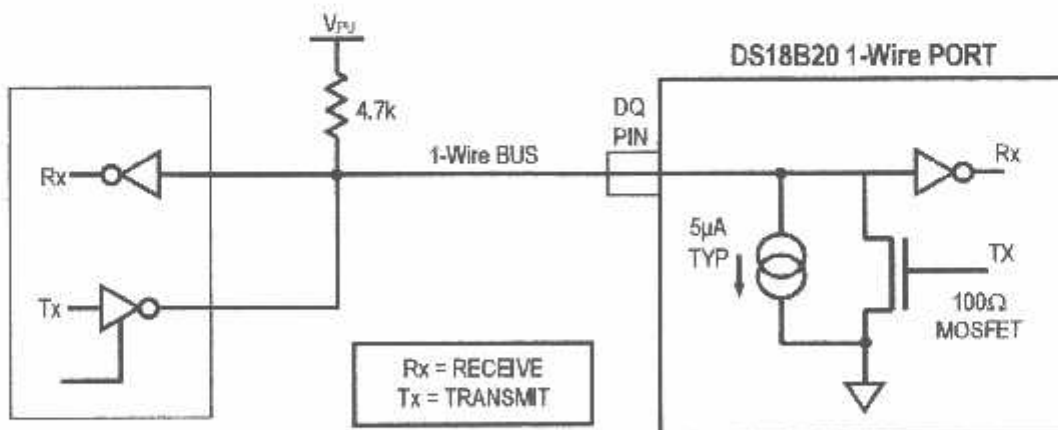 VPU
4.7k
DS18B20 1-Wire PORT
DQ
PIN
1-Wire BUS
Rx
Rx
5µA
TYP
TX
100Ω
MOSFET
Tx
Rx = RECEIVE
Tx = TRANSMIT